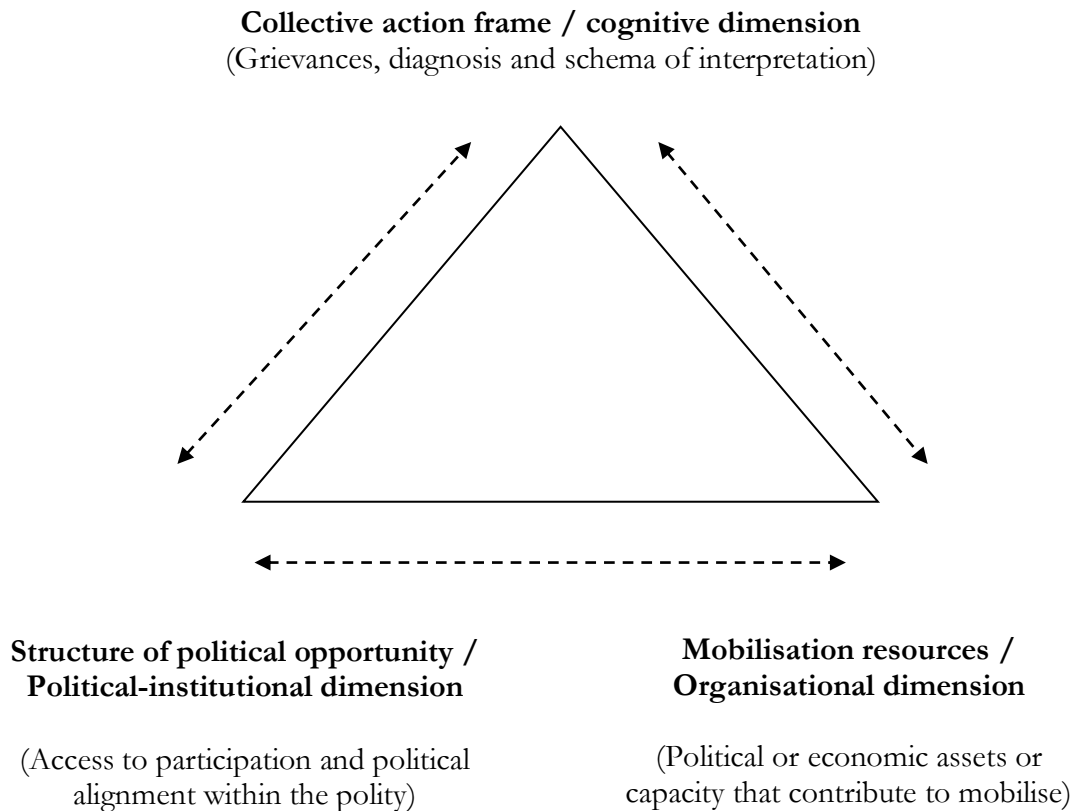 Collective action frame / cognitive dimension
(Grievances, diagnosis and schema of interpretation)
Structure of political opportunity /
Political-institutional dimension
(Access to participation and political
alignment within the polity)
Mobilisation resources /
Organisational dimension
(Political or economic assets or
capacity that contribute to mobilise)